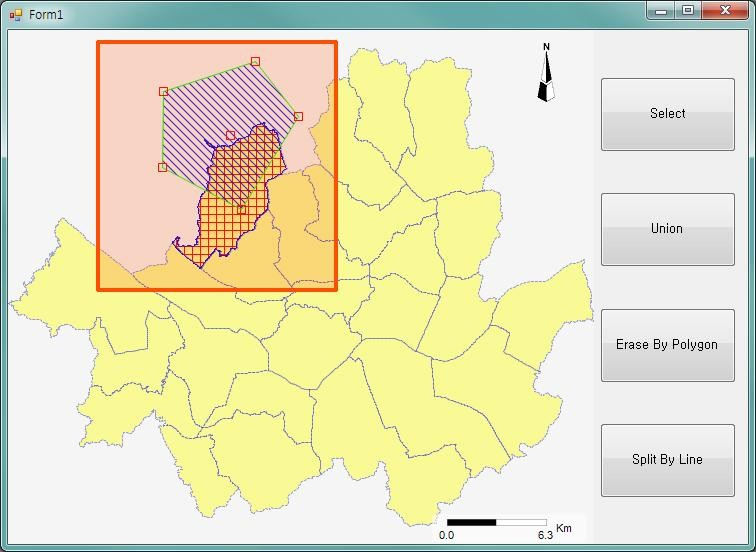 Form1
N
Select
Union
Erase By Polygon
Split By Line
0.0 6.3 Km